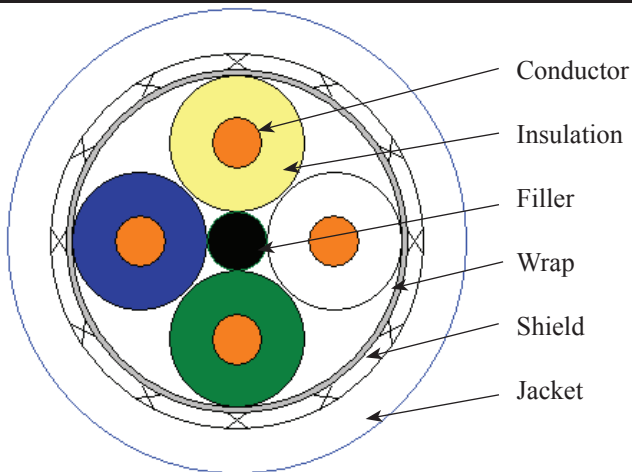 Conductor
Insulation
Filler
Wrap
Shield
Jacket